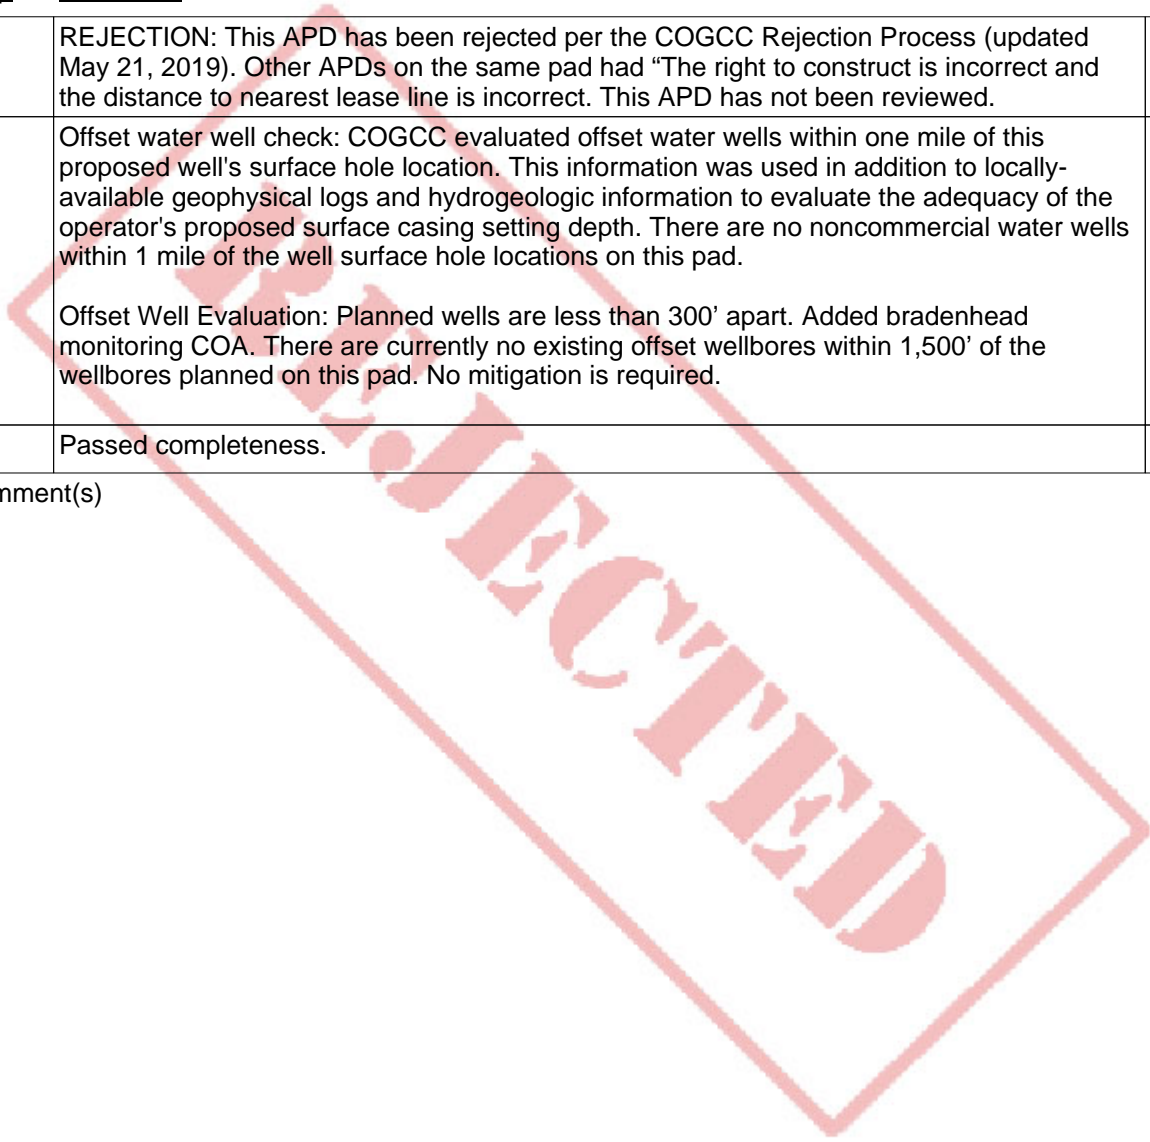 REJECTION: This APD has been rejected per the COGCC Rejection Process (updated
May 21, 2019). Other APDs on the same pad had “The right to construct is incorrect and
the distance to nearest lease line is incorrect. This APD has not been reviewed.
Offset water well check: COGCC evaluated offset water wells within one mile of this
proposed well's surface hole location. This information was used in addition to locally-
available geophysical logs and hydrogeologic information to evaluate the adequacy of the
operator's proposed surface casing setting depth. There are no noncommercial water wells
within 1 mile of the well surface hole locations on this pad.
Offset Well Evaluation: Planned wells are less than 300’ apart. Added bradenhead
monitoring COA. There are currently no existing offset wellbores within 1,500’ of the
wellbores planned on this pad. No mitigation is required.
Passed completeness.
mment(s)
REJECTED